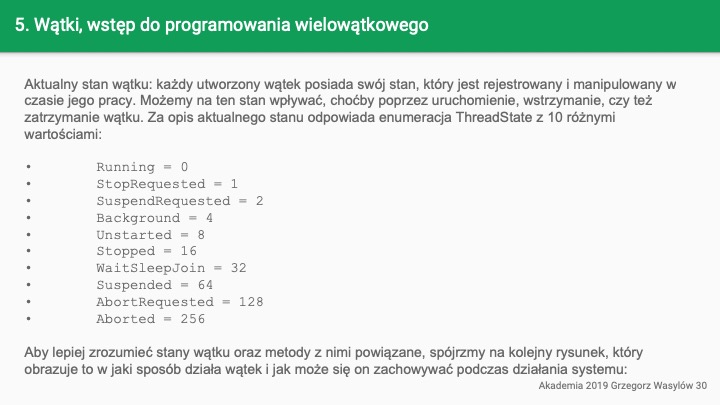 5. Wątki, wstęp do programowania wielowątkowego
Aktualny stan wątku: każdy utworzony wątek posiada swój stan, który jest rejestrowany i manipulowany w
czasie jego pracy. Możemy na ten stan wpływać, choćby poprzez uruchomienie, wstrzymanie, czy też
zatrzymanie wątku. Za opis aktualnego stanu odpowiada enumeracja ThreadState z 10 różnymi
wartościami:
• Running = 0
• StopRequested = 1
• SuspendRequested = 2
• Background = 4
• Unstarted = 8
• Stopped = 16
• WaitSleepJoin = 32
• Suspended = 64
• AbortRequested = 128
• Aborted = 256
Aby lepiej zrozumieć stany wątku oraz metody z nimi powiązane, spójrzmy na kolejny rysunek, który
obrazuje to w jaki sposób działa wątek i jak może się on zachowywać podczas działania systemu:
Akademia 2019 Grzegorz Wasylów 30